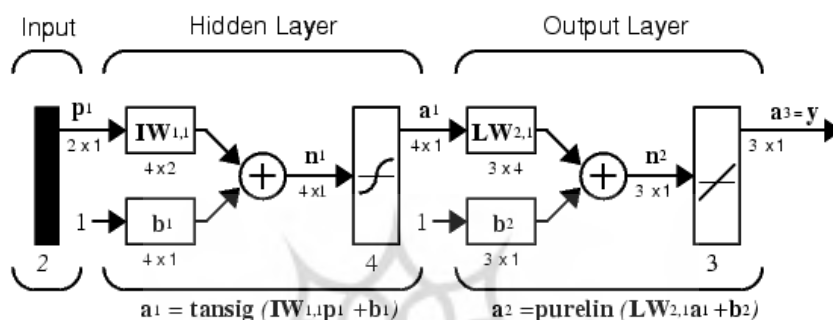 Input Hidden Layer Output Layer
p1 a1 a3 = y
IW1,1 LW2,1
2 x 1 n1 4 x 1 n2 3 x 1
4 x 2 3 x 4
4 x 1 3 x 1
1 b1 1 b2
2 4 x 1 4 3 x 1 3
a1 = tansig (IW1,1p1 + b1) a2 = purelin (LW2,1a1 + b2)